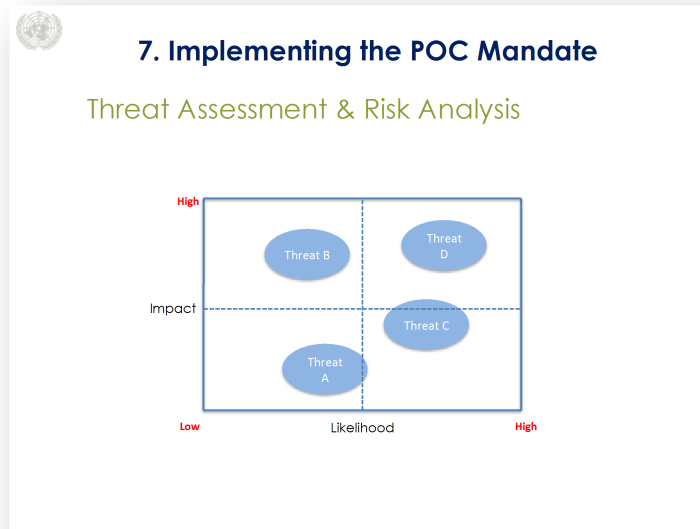 7. Implementing the POC Mandate
Threat Assessment & Risk Analysis
High
Threat B
Threat
D
Impact
Threat C
Threat
A
Low
Likelihood
High